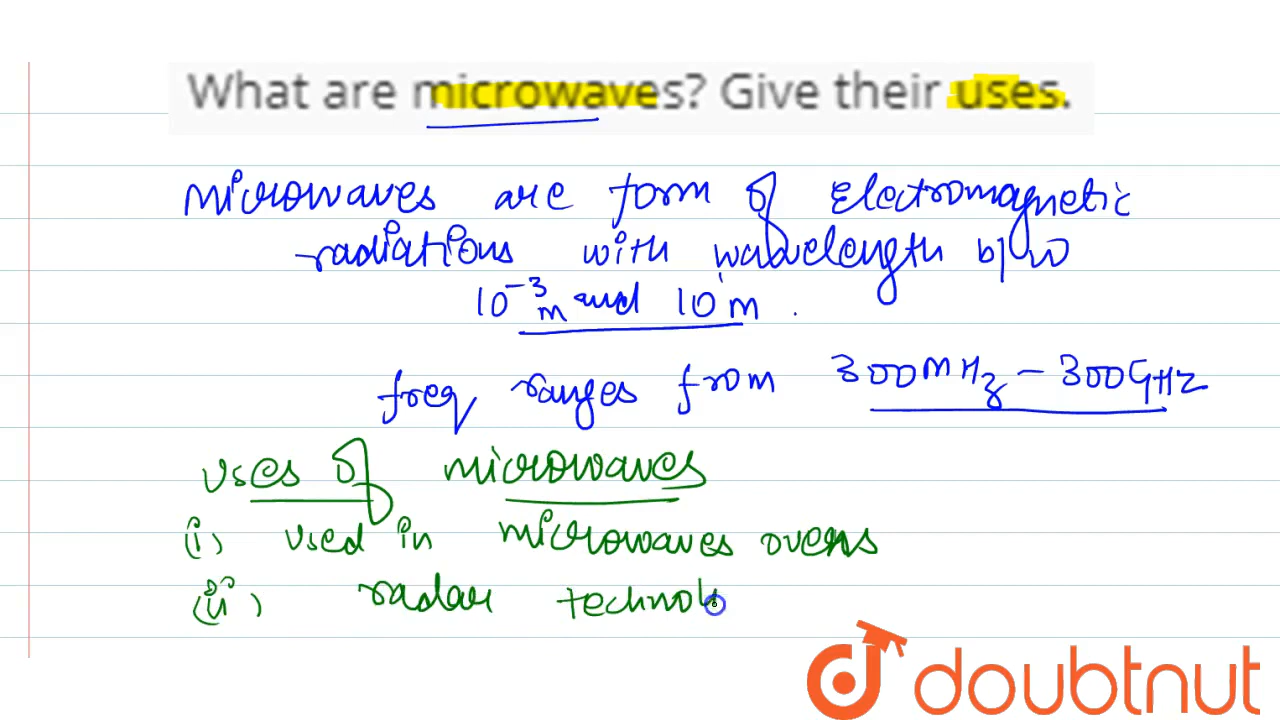 What are microwaves? Give their uses.
microwaves are form of Electromagnetic
radiations with wavelength b/w
10⁻³m and 10'm.
freq ranges from 300MHz - 300GHz
uses of microwaves
(i) used in microwaves ovens
(ii) radar technolo
doubtnut